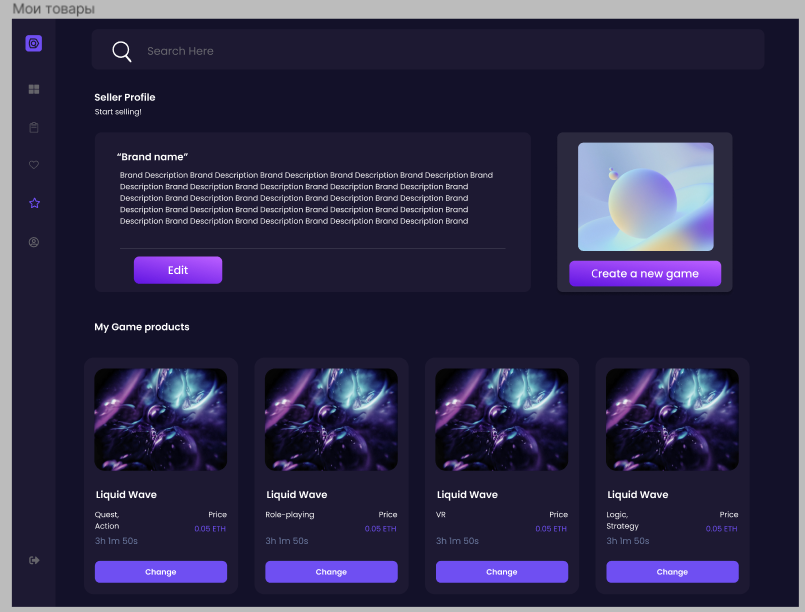 Мои товары
Search Here
Seller Profile
Start selling!
“Brand name”
Brand Description Brand Description Brand Description Brand Description Brand Description Brand
Description Brand Description Brand Description Brand Description Brand Description Brand
Description Brand Description Brand Description Brand Description Brand Description Brand
Description Brand Description Brand Description Brand Description Brand Description Brand
Description Brand Description Brand Description Brand Description Brand Description Brand
Edit
Create a new game
My Game products
Liquid Wave
Quest,
Action
Price
0.05 ETH
3h 1m 50s
Change
Liquid Wave
Role-playing
Price
0.05 ETH
3h 1m 50s
Change
Liquid Wave
VR
Price
0.05 ETH
3h 1m 50s
Change
Liquid Wave
Logic,
Strategy
Price
0.05 ETH
3h 1m 50s
Change